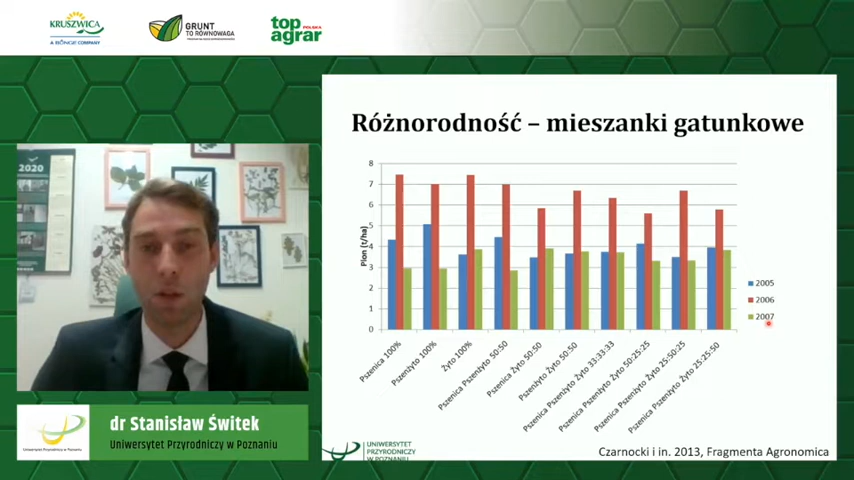 KRUSZWICA
A BUNGE COMPANY
GRUNT
TO RÓWNOWAGA
top
agrar
POLSKA
2020
Różnorodność – mieszanki gatunkowe
Plon (t/ha)
8
7
6
5
4
3
2
1
0
Pszenica 100%
Pszenżyto 100%
Żyto 100%
Pszenica Pszenżyto 50:50
Pszenica Żyto 50:50
Pszenżyto Żyto 50:50
Pszenica Pszenżyto Żyto 33:33:33
Pszenica Pszenżyto Żyto 50:25:25
Pszenica Pszenżyto Żyto 25:50:25
Pszenica Pszenżyto Żyto 25:25:50
2005
2006
2007
dr Stanisław Świtek
Uniwersytet Przyrodniczy w Poznaniu
Uniwersytet Przyrodniczy w Poznaniu
UNIWERSYTET
PRZYRODNICZY
W POZNANIU
Czarnocki i in. 2013, Fragmenta Agronomica